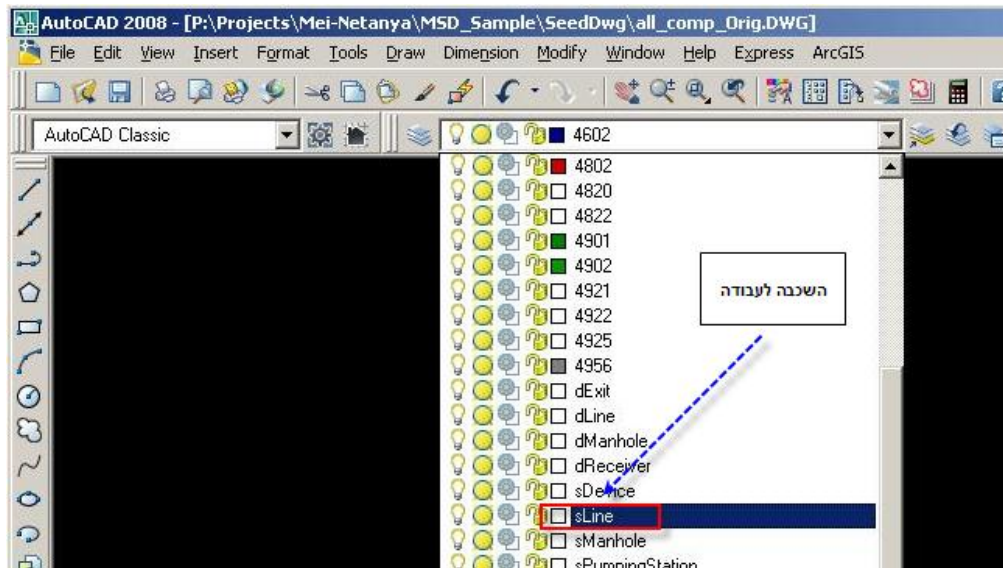 AutoCAD 2008 - [P:\Projects\Mei-Netanya\MSD_Sample\SeedDwg\all_comp_Orig.DWG]
File Edit View Insert Format Tools Draw Dimension Modify Window Help Express ArcGIS
AutoCAD Classic
4602
4802
4820
4822
4901
4902
4921
4922
4925
4956
dExit
dLine
dManhole
dReceiver
sDevice
sLine
sManhole
sPumpingStation
השכבה לעבודה